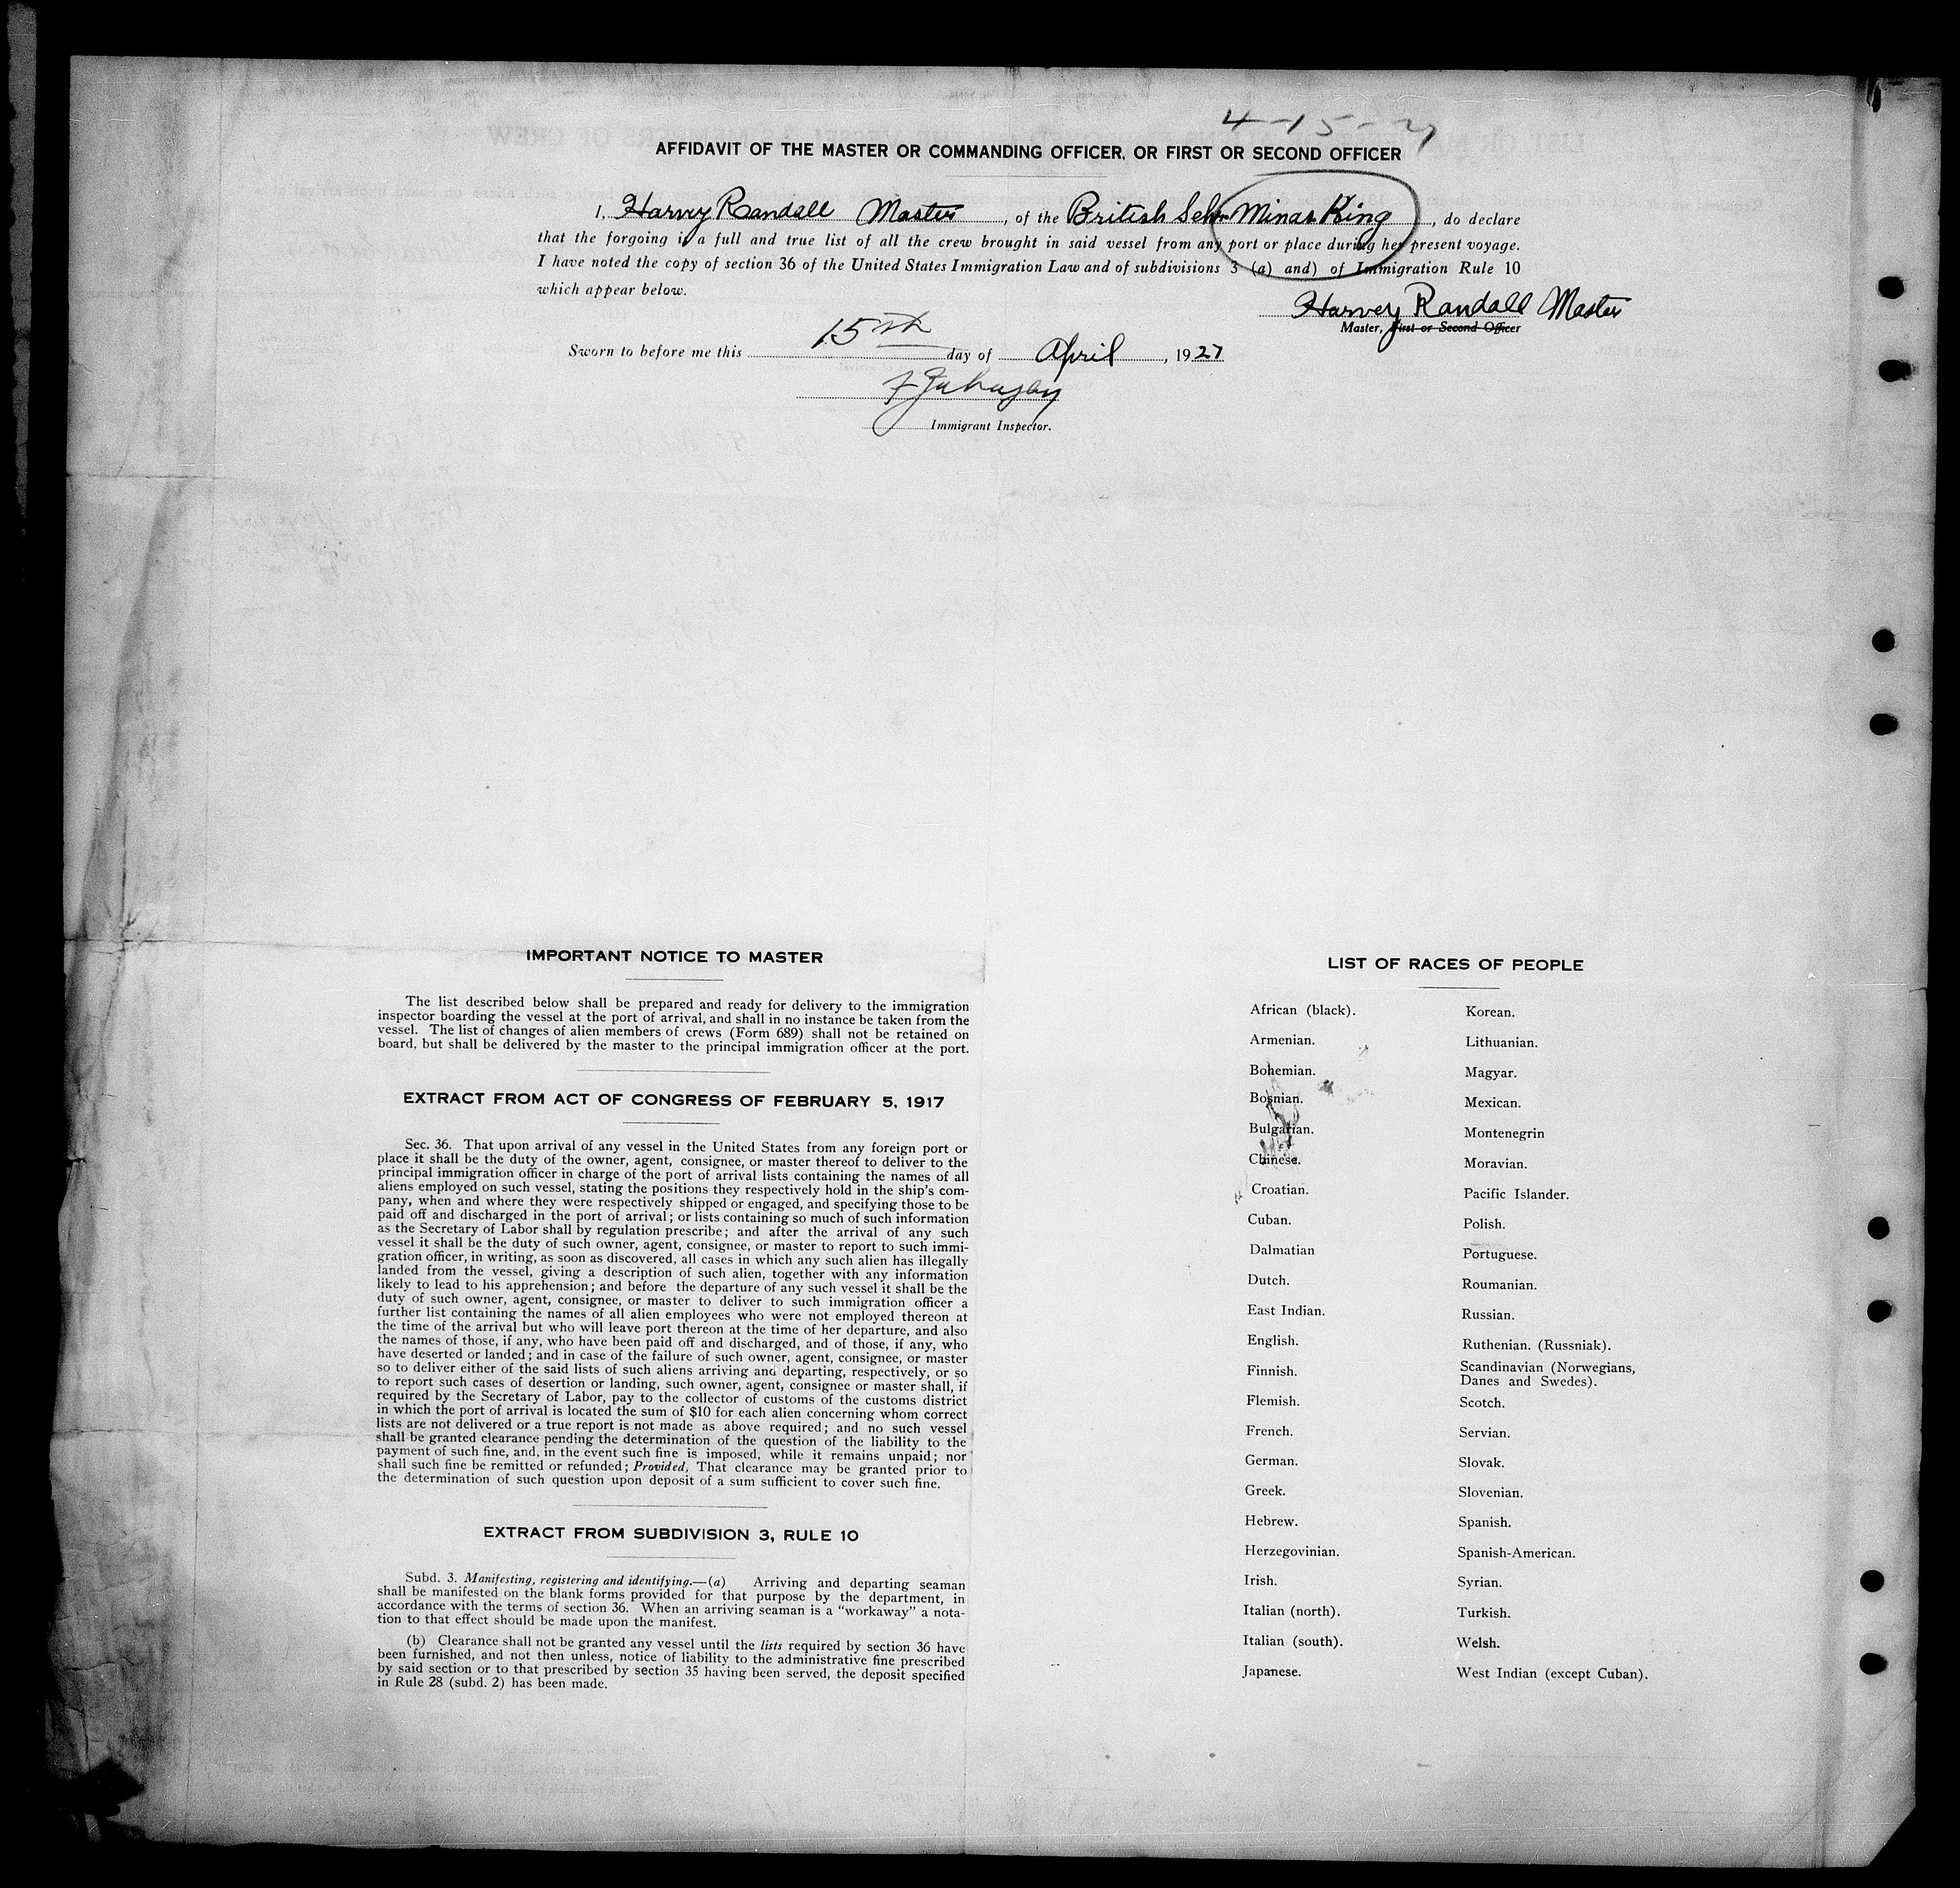 4-15-27
AFFIDAVIT OF THE MASTER OR COMMANDING OFFICER, OR FIRST OR SECOND OFFICER
I, Harvey Randall Master, of the British Schr Minas King, do declare
that the forgoing is a full and true list of all the crew brought in said vessel from any port or place during her present voyage.
I have noted the copy of section 36 of the United States Immigration Law and of subdivisions 3 (a) and) of Immigration Rule 10
which appear below.
Harvey Randall Master
Master, First or Second Officer
Sworn to before me this 15th day of April, 1927
Immigrant Inspector.
IMPORTANT NOTICE TO MASTER
The list described below shall be prepared and ready for delivery to the immigration
inspector boarding the vessel at the port of arrival, and shall in no instance be taken from the
vessel. The list of changes of alien members of crews (Form 689) shall not be retained on
board, but shall be delivered by the master to the principal immigration officer at the port.
EXTRACT FROM ACT OF CONGRESS OF FEBRUARY 5, 1917
Sec. 36. That upon arrival of any vessel in the United States from any foreign port or
place it shall be the duty of the owner, agent, consignee, or master thereof to deliver to the
principal immigration officer in charge of the port of arrival lists containing the names of all
aliens employed on such vessel, stating the positions they respectively hold in the ship's com-
pany, when and where they were respectively shipped or engaged, and specifying those to be
paid off and discharged in the port of arrival; or lists containing so much of such information
as the Secretary of Labor shall by regulation prescribe; and after the arrival of any such
vessel it shall be the duty of such owner, agent, consignee, or master to report to such immi-
gration officer, in writing, as soon as discovered, all cases in which any such alien has illegally
landed from the vessel, giving a description of such alien, together with any information
likely to lead to his apprehension; and before the departure of any such vessel it shall be the
duty of such owner, agent, consignee, or master to deliver to such immigration officer a
further list containing the names of all alien employees who were not employed thereon at
the time of the arrival but who will leave port thereon at the time of her departure, and also
the names of those, if any, who have been paid off and discharged, and of those, if any, who
have deserted or landed; and in case of the failure of such owner, agent, consignee, or master
so to deliver either of the said lists of such aliens arriving and departing, respectively, or so
to report such cases of desertion or landing, such owner, agent, consignee or master shall, if
required by the Secretary of Labor, pay to the collector of customs of the customs district
in which the port of arrival is located the sum of $10 for each alien concerning whom correct
lists are not delivered or a true report is not made as above required; and no such vessel
shall be granted clearance pending the determination of the question of the liability to the
payment of such fine, and, in the event such fine is imposed, while it remains unpaid; nor
shall such fine be remitted or refunded; Provided, That clearance may be granted prior to
the determination of such question upon deposit of a sum sufficient to cover such fine.
EXTRACT FROM SUBDIVISION 3, RULE 10
Subd. 3. Manifesting, registering and identifying.—(a) Arriving and departing seaman
shall be manifested on the blank forms provided for that purpose by the department, in
accordance with the terms of section 36. When an arriving seaman is a "workaway" a nota-
tion to that effect should be made upon the manifest.
(b) Clearance shall not be granted any vessel until the lists required by section 36 have
been furnished, and not then unless, notice of liability to the administrative fine prescribed
by said section or to that prescribed by section 35 having been served, the deposit specified
in Rule 28 (subd. 2) has been made.
LIST OF RACES OF PEOPLE
African (black).
Armenian.
Bohemian.
Bosnian.
Bulgarian.
Chinese.
Croatian.
Cuban.
Dalmatian
Dutch.
East Indian.
English.
Finnish.
Flemish.
French.
German.
Greek.
Hebrew.
Herzegovinian.
Irish.
Italian (north).
Italian (south).
Japanese.
Korean.
Lithuanian.
Magyar.
Mexican.
Montenegrin
Moravian.
Pacific Islander.
Polish.
Portuguese.
Roumanian.
Russian.
Ruthenian. (Russniak).
Scandinavian (Norwegians,
Danes and Swedes).
Scotch.
Servian.
Slovak.
Slovenian.
Spanish.
Spanish-American.
Syrian.
Turkish.
Welsh.
West Indian (except Cuban).